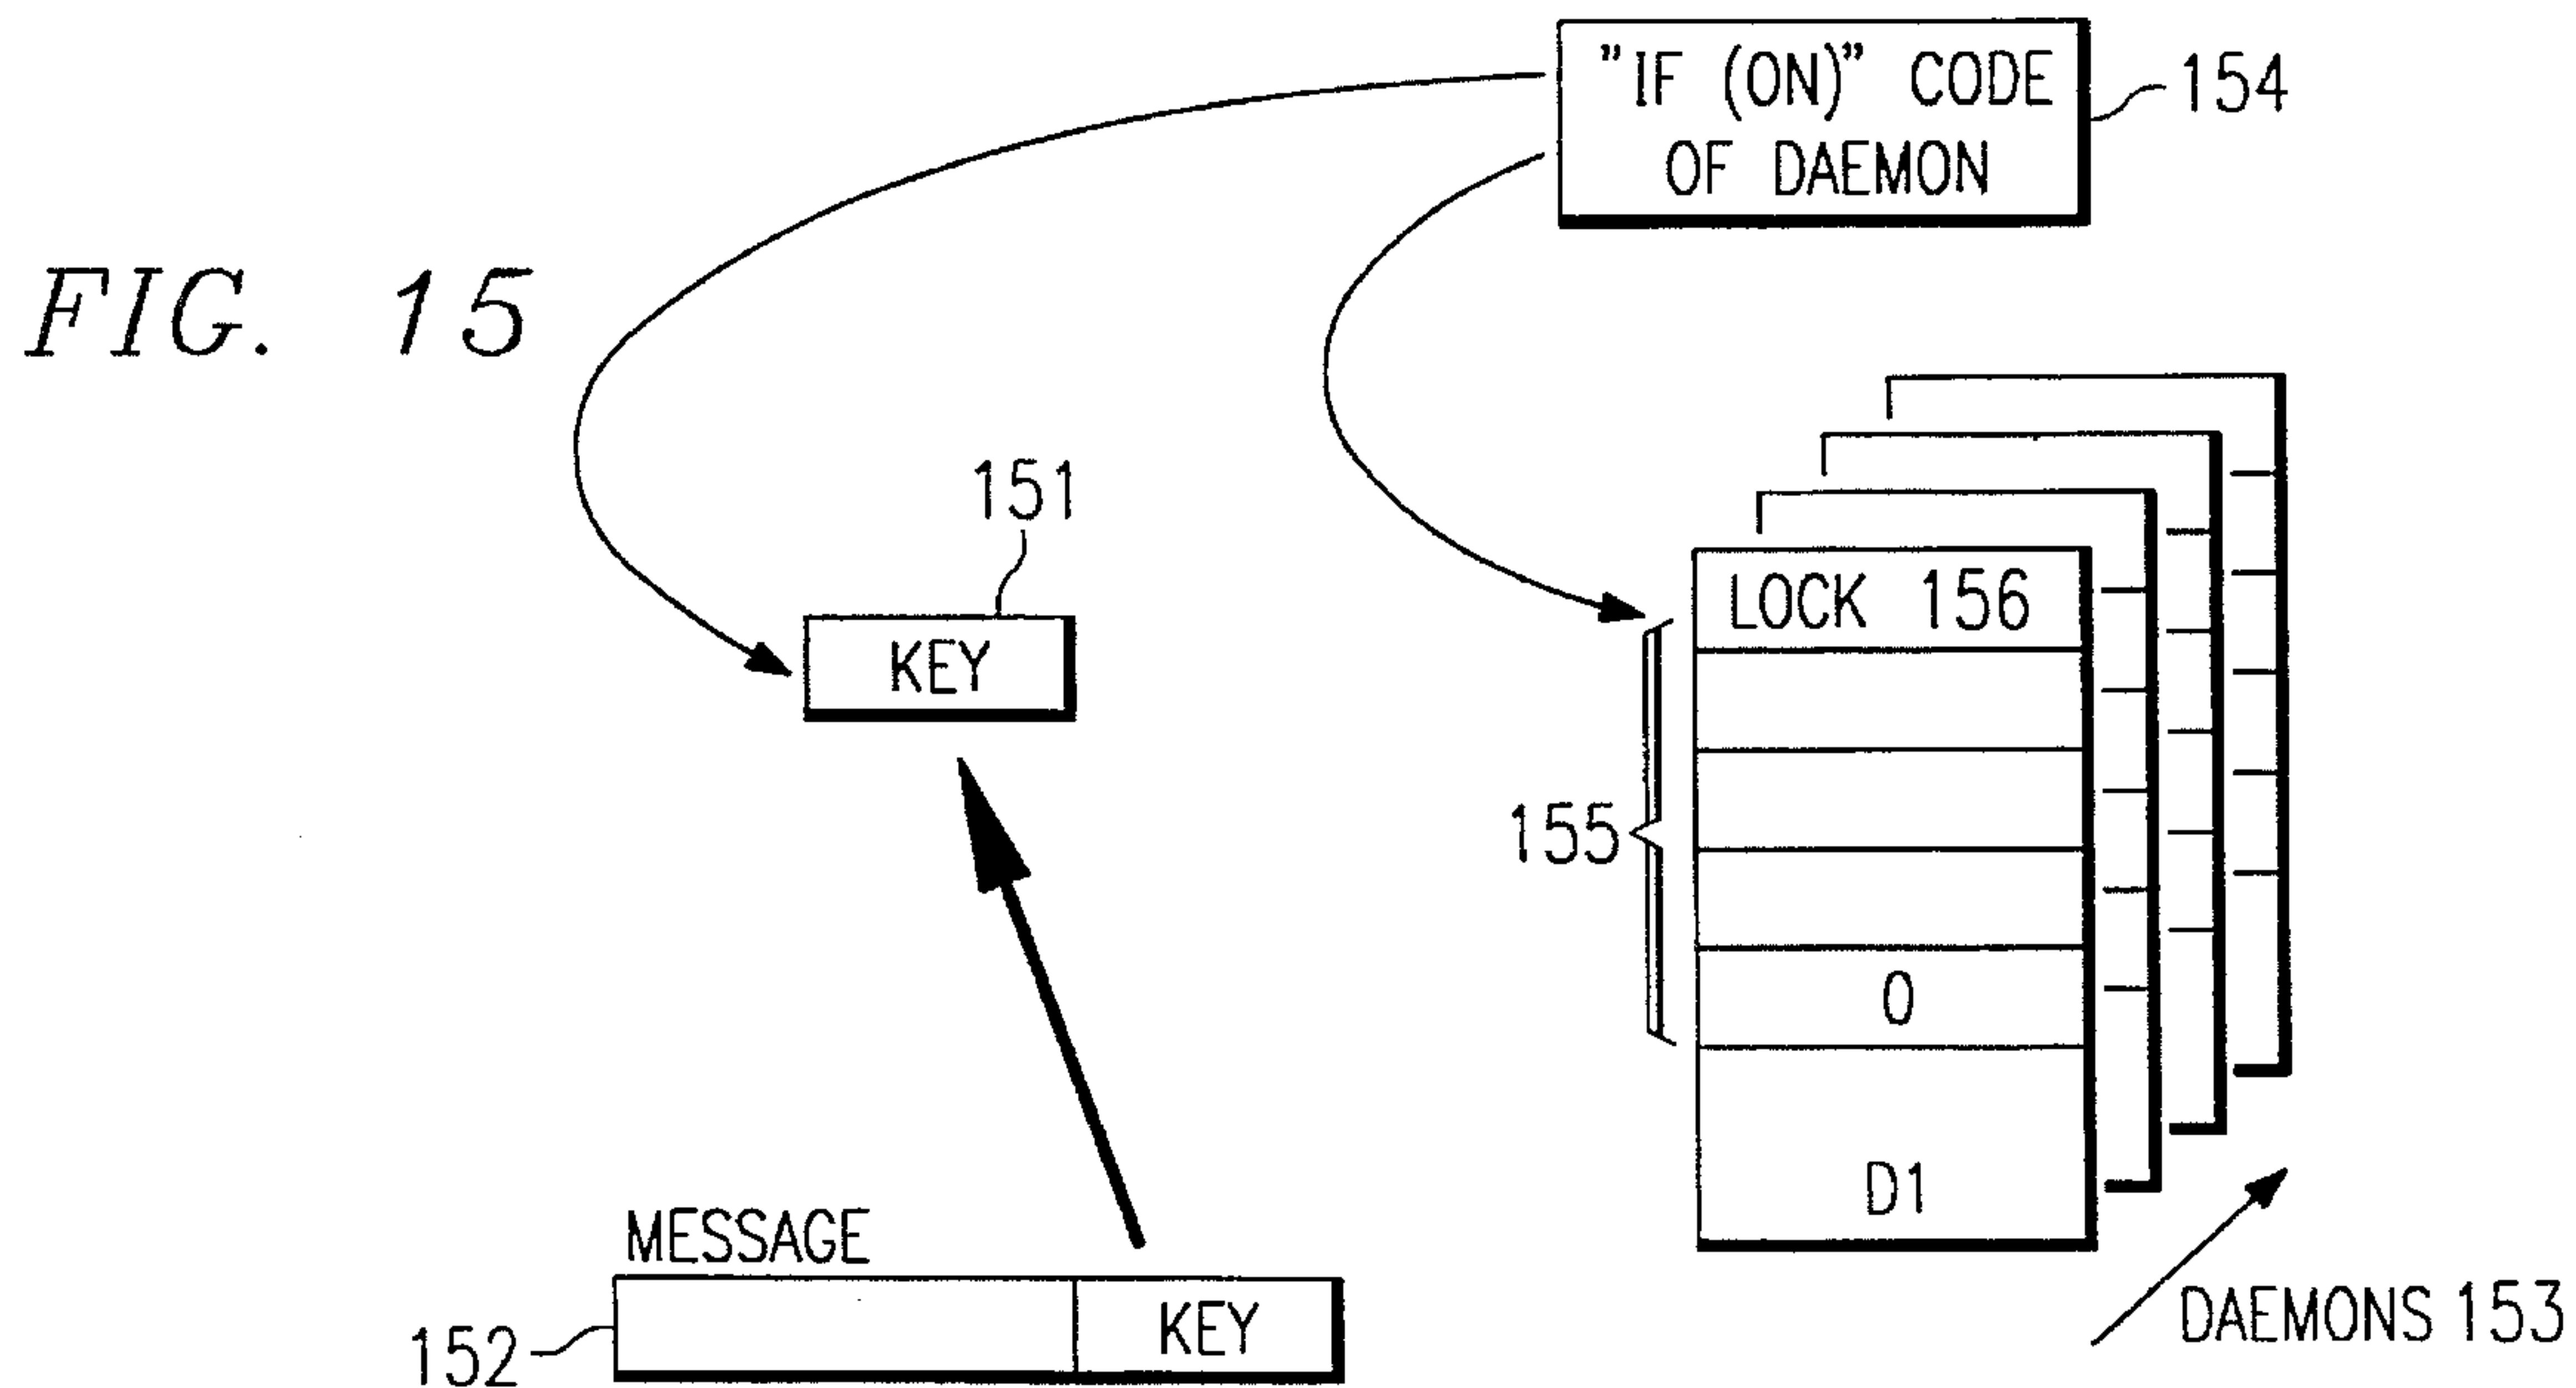 "IF (ON)" CODE
OF DAEMON
154
FIG. 15
151
KEY
LOCK 156
155
0
D1
MESSAGE
152
KEY
DAEMONS 153